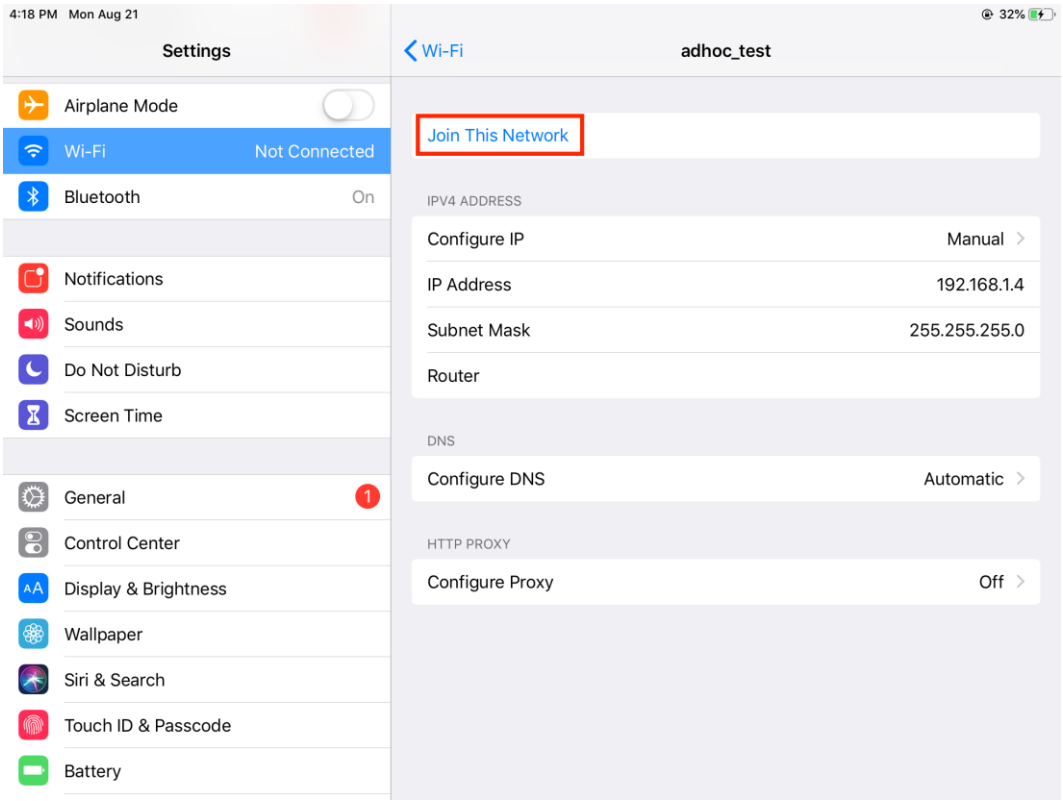 4:18 PM Mon Aug 21
32%
Settings
Wi-Fi
adhoc_test
Airplane Mode
Wi-Fi Not Connected
Bluetooth On
Notifications
Sounds
Do Not Disturb
Screen Time
General 1
Control Center
AA Display & Brightness
Wallpaper
Siri & Search
Touch ID & Passcode
Battery
Join This Network
IPV4 ADDRESS
Configure IP Manual
IP Address 192.168.1.4
Subnet Mask 255.255.255.0
Router
DNS
Configure DNS Automatic
HTTP PROXY
Configure Proxy Off